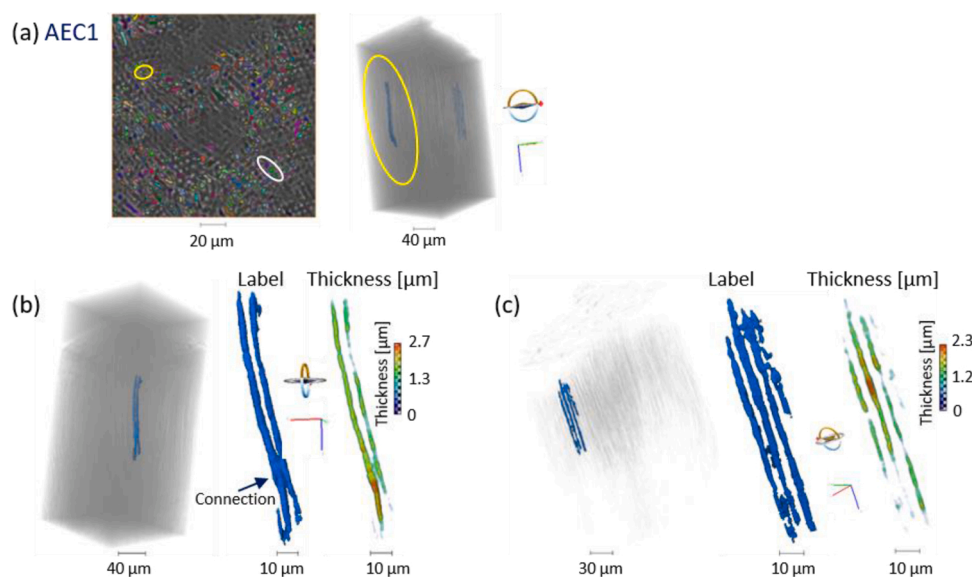 (a) AEC1
20 µm
40 µm
(b)
Label
Thickness [µm]
Thickness [µm]
2.7
1.3
0
Connection
40 µm
10 µm
10 µm
(c)
Label
Thickness [µm]
Thickness [µm]
2.3
1.2
0
30 µm
10 µm
10 µm